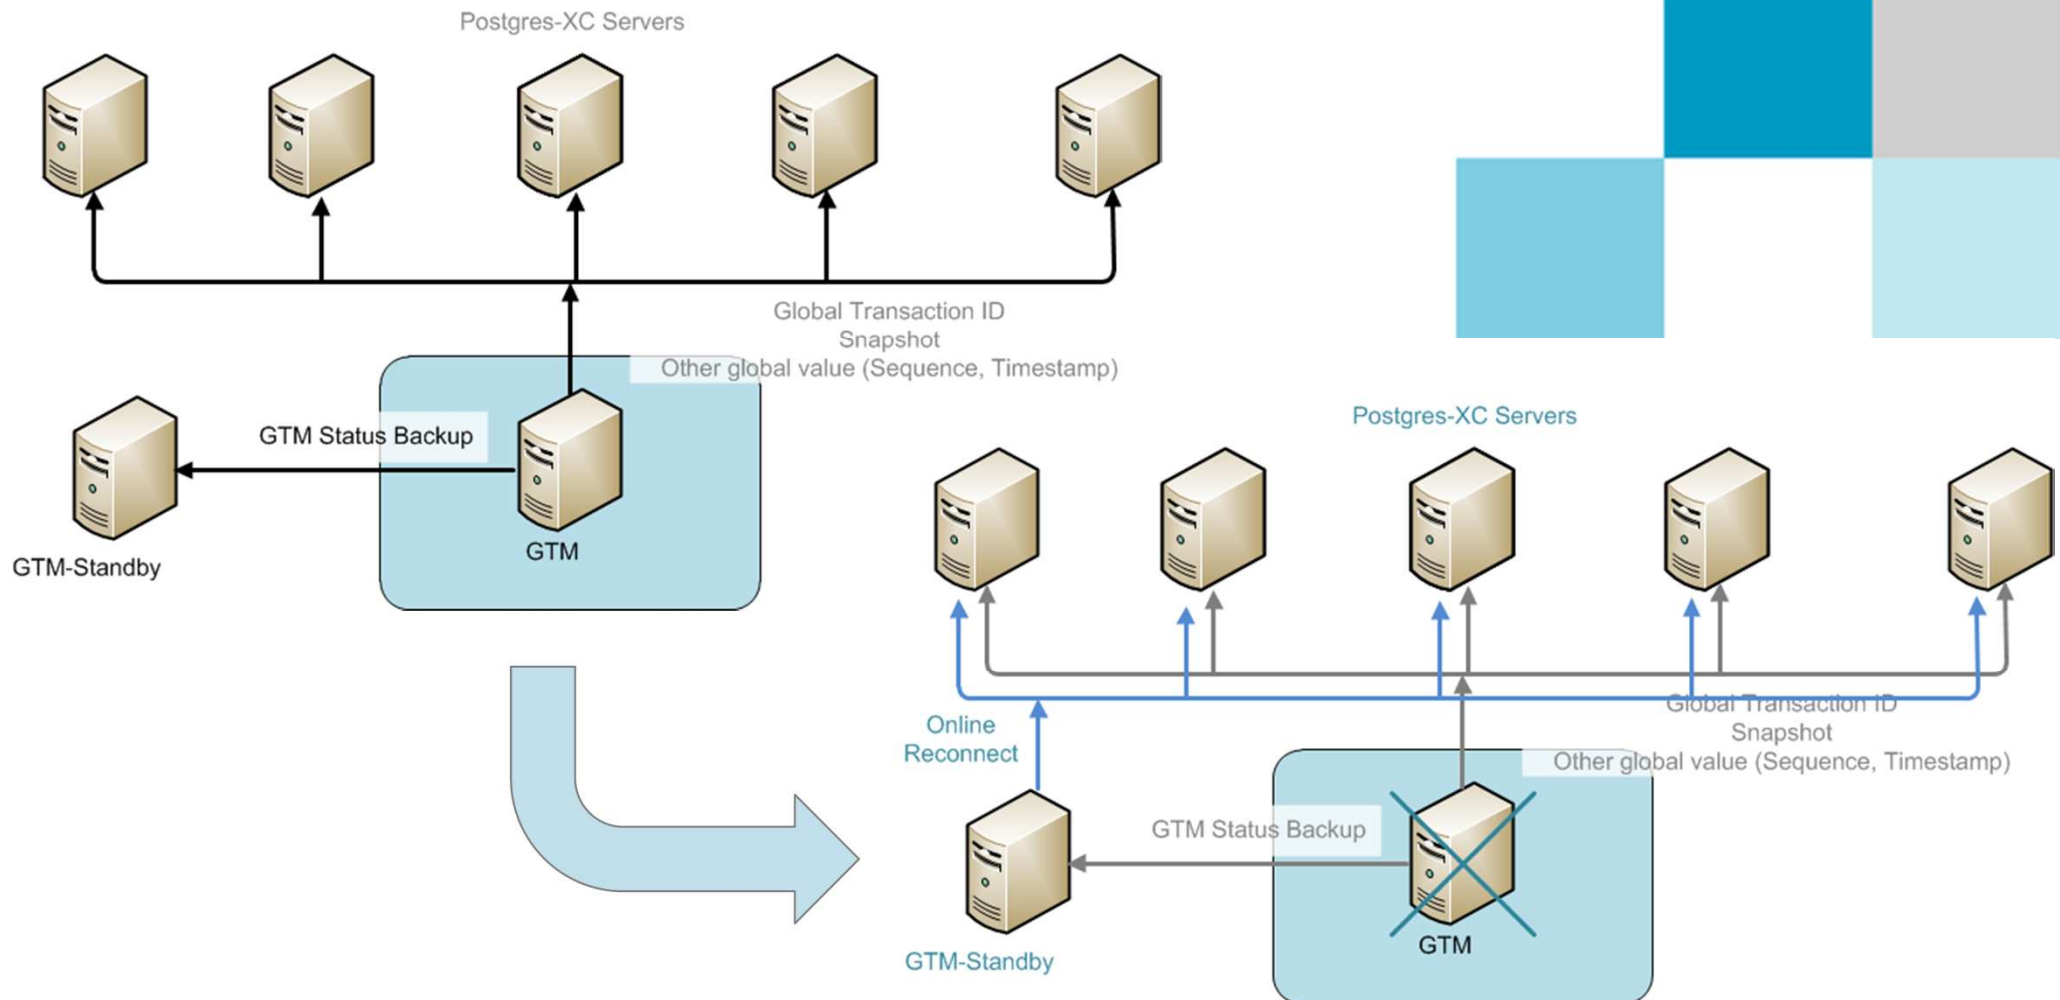 Postgres-XC Servers
Global Transaction ID
Snapshot
Other global value (Sequence, Timestamp)
GTM Status Backup
GTM
GTM-Standby
Postgres-XC Servers
Global Transaction ID
Snapshot
Other global value (Sequence, Timestamp)
Online
Reconnect
GTM Status Backup
GTM
GTM-Standby